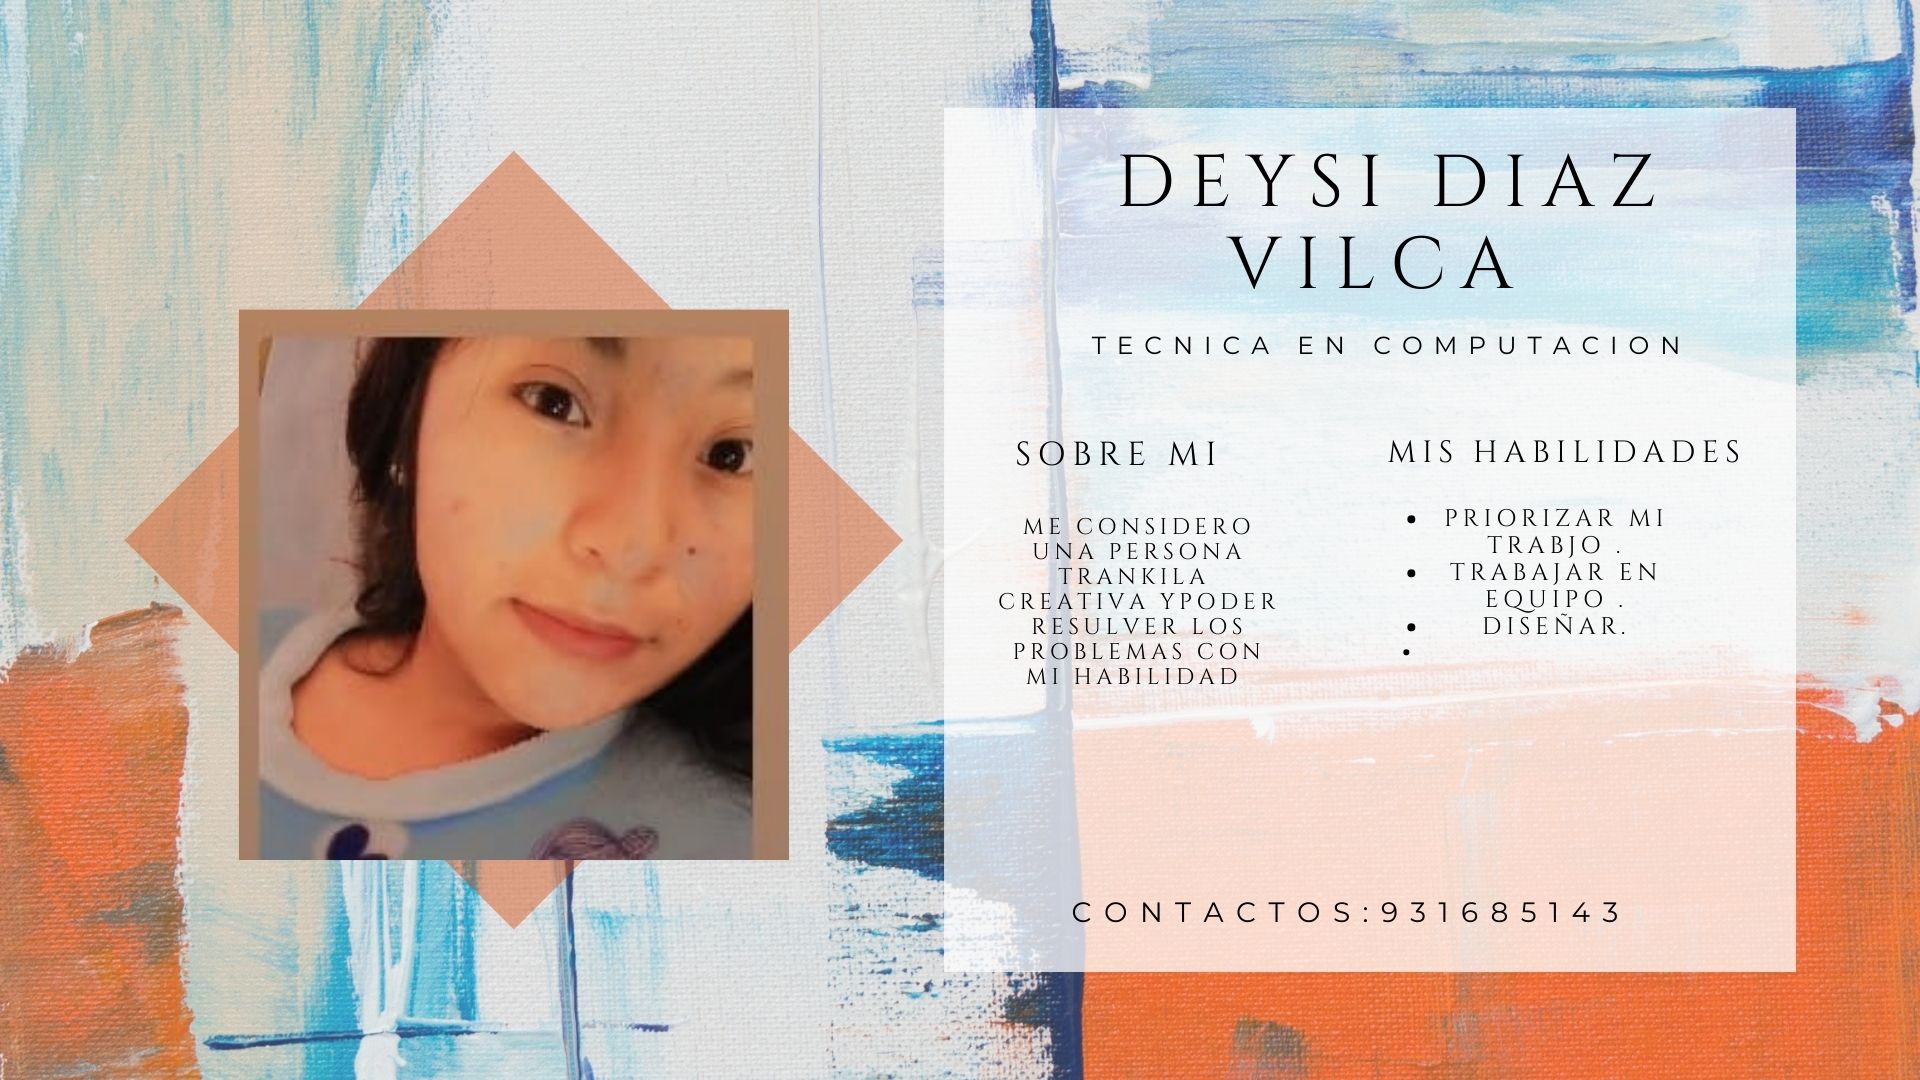 DEYSI DIAZ
VILCA
TECNICA EN COMPUTACION
SOBRE MI
ME CONSIDERO
UNA PERSONA
TRANKILA
CREATIVA YPODER
RESULVER LOS
PROBLEMAS CON
MI HABILIDAD
MIS HABILIDADES
• PRIORIZAR MI
TRABJO .
• TRABAJAR EN
EQUIPO .
• DISEÑAR.
•
CONTACTOS:931685143